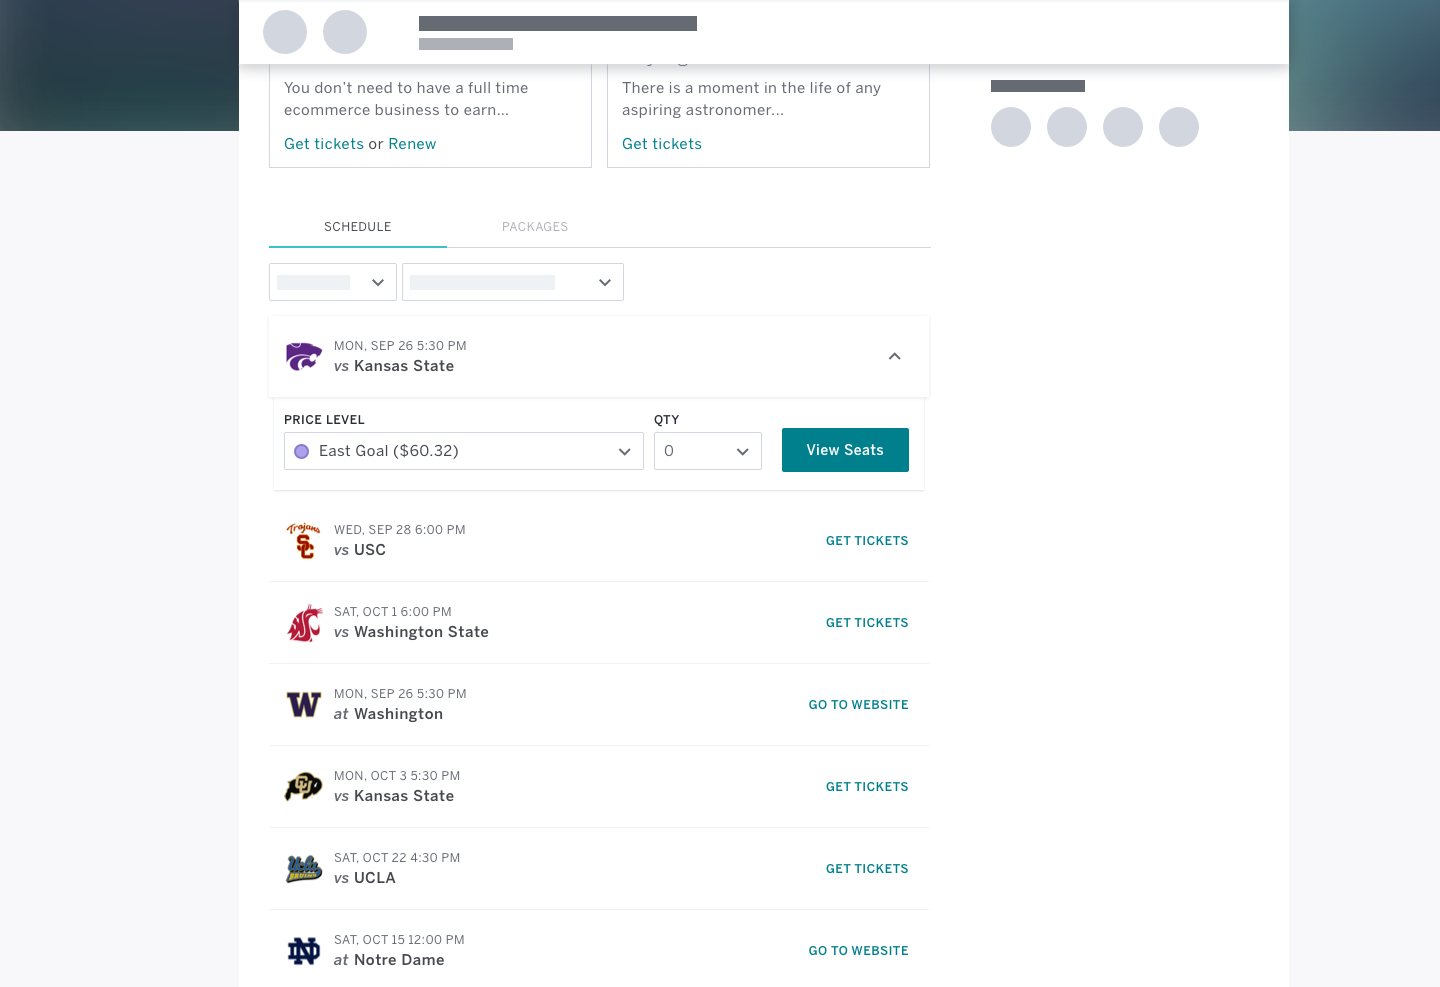 You don't need to have a full time
ecommerce business to earn...
Get tickets or Renew
There is a moment in the life of any
aspiring astronomer...
Get tickets
SCHEDULE
PACKAGES
MON, SEP 26 5:30 PM
vs Kansas State
PRICE LEVEL
East Goal ($60.32)
QTY
0
View Seats
Trojans
SC
WED, SEP 28 6:00 PM
vs USC
GET TICKETS
SAT, OCT 1 6:00 PM
vs Washington State
GET TICKETS
W
MON, SEP 26 5:30 PM
at Washington
GO TO WEBSITE
CU
MON, OCT 3 5:30 PM
vs Kansas State
GET TICKETS
Ucla
BRUINS
SAT, OCT 22 4:30 PM
vs UCLA
GET TICKETS
ND
SAT, OCT 15 12:00 PM
at Notre Dame
GO TO WEBSITE